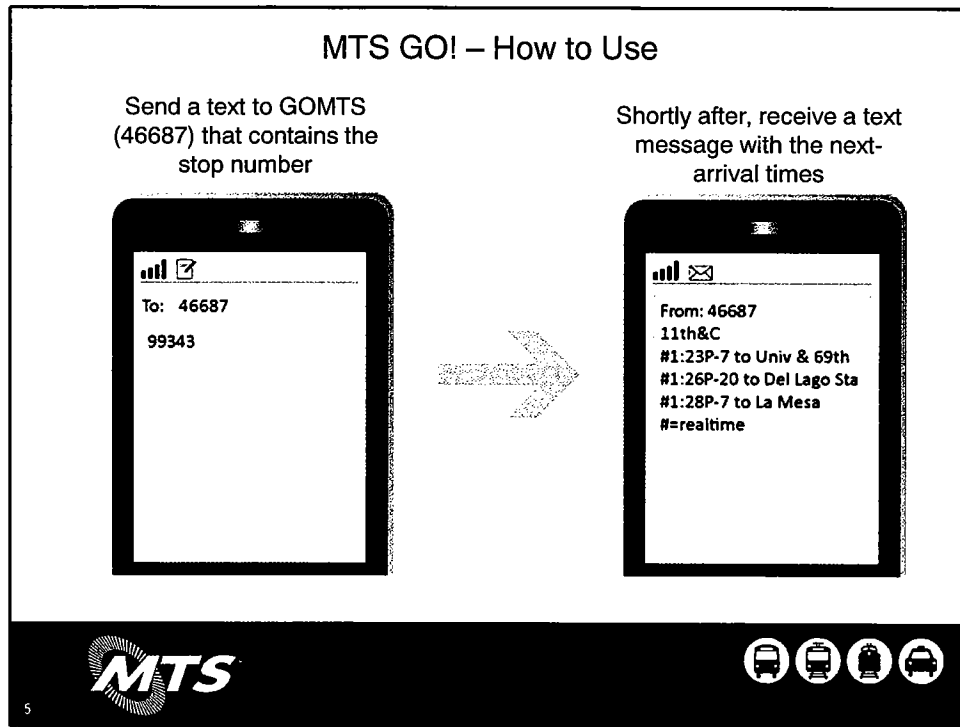 MTS GO! – How to Use
Send a text to GOMTS
(46687) that contains the
stop number
To: 46687
99343
Shortly after, receive a text
message with the next-
arrival times
From: 46687
11th&C
#1:23P-7 to Univ & 69th
#1:26P-20 to Del Lago Sta
#1:28P-7 to La Mesa
#=realtime
MTS
5